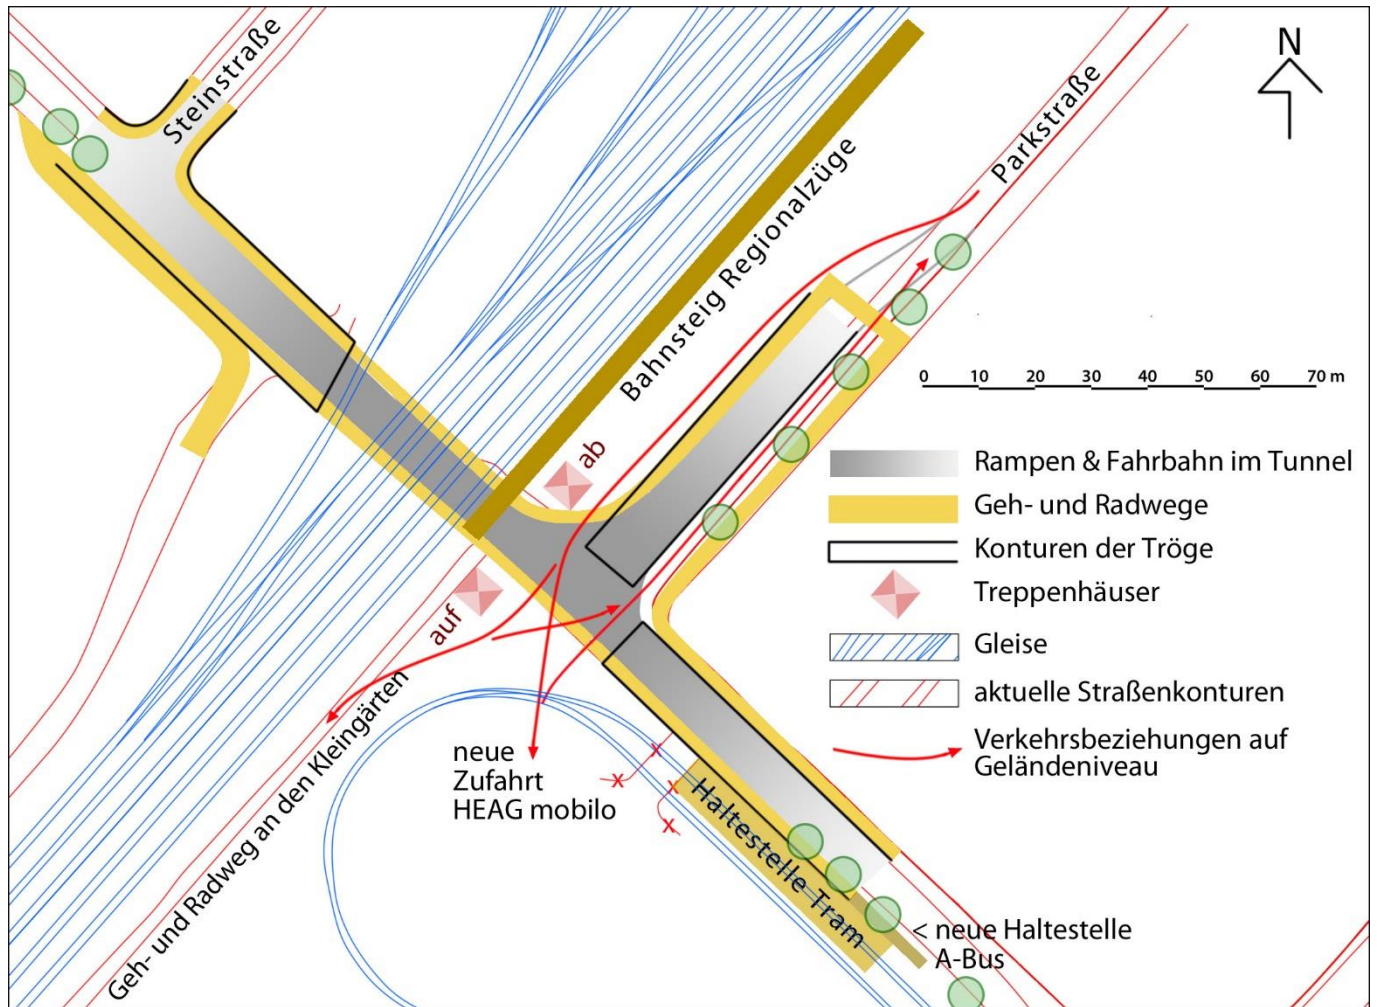 Steinstraße
N
Parkstraße
Bahnsteig Regionalzüge
0 10 20 30 40 50 60 70 m
ab
auf
Rampen & Fahrbahn im Tunnel
Geh- und Radwege
Konturen der Tröge
Treppenhäuser
Gleise
aktuelle Straßenkonturen
Verkehrsbeziehungen auf
Geländeniveau
Geh- und Radweg an den Kleingärten
neue
Zufahrt
HEAG mobilo
x
x
x
x
Haltestelle Tram
< neue Haltestelle
A-Bus